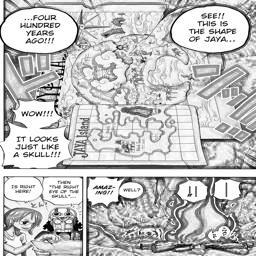 SEE!!
THIS IS
THE SHAPE
OF JAYA...
...FOUR
HUNDRED
YEARS
AGO!!!
WOW!!!
IT LOOKS
JUST LIKE
A SKULL!!!
JAYA Island
WELL?
AMAZ-
ING!!
THEN
"THE RIGHT
EYE OF THE
SKULL"...
IS RIGHT
HERE!